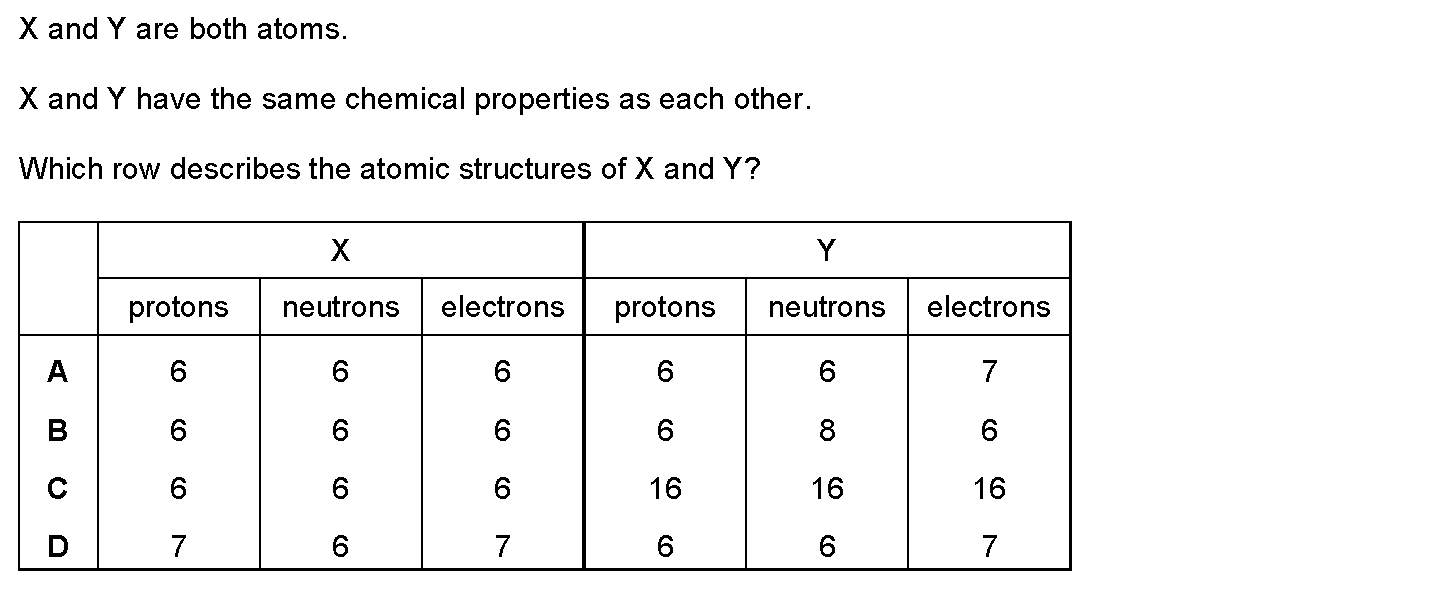 X and Y are both atoms.
X and Y have the same chemical properties as each other.
Which row describes the atomic structures of X and Y?
X Y
protons neutrons electrons protons neutrons electrons
A 6 6 6 6 6 7
B 6 6 6 6 8 6
C 6 6 6 16 16 16
D 7 6 7 6 6 7